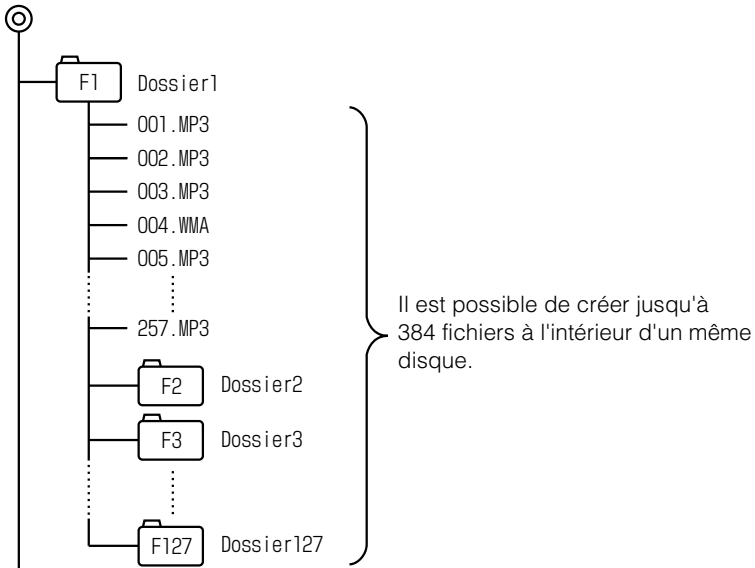 F1 Dossier1
001.MP3
002.MP3
003.MP3
004.WMA
005.MP3
257.MP3
Il est possible de créer jusqu'à
384 fichiers à l'intérieur d'un même
disque.
F2 Dossier2
F3 Dossier3
F127 Dossier127